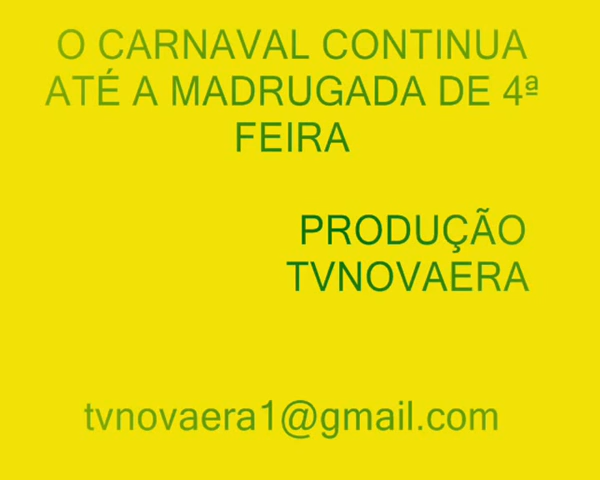 O CARNAVAL CONTINUA
ATÉ A MADRUGADA DE 4ª
FEIRA
PRODUÇÃO
TVNOVAERA
tvnovaera1@gmail.com